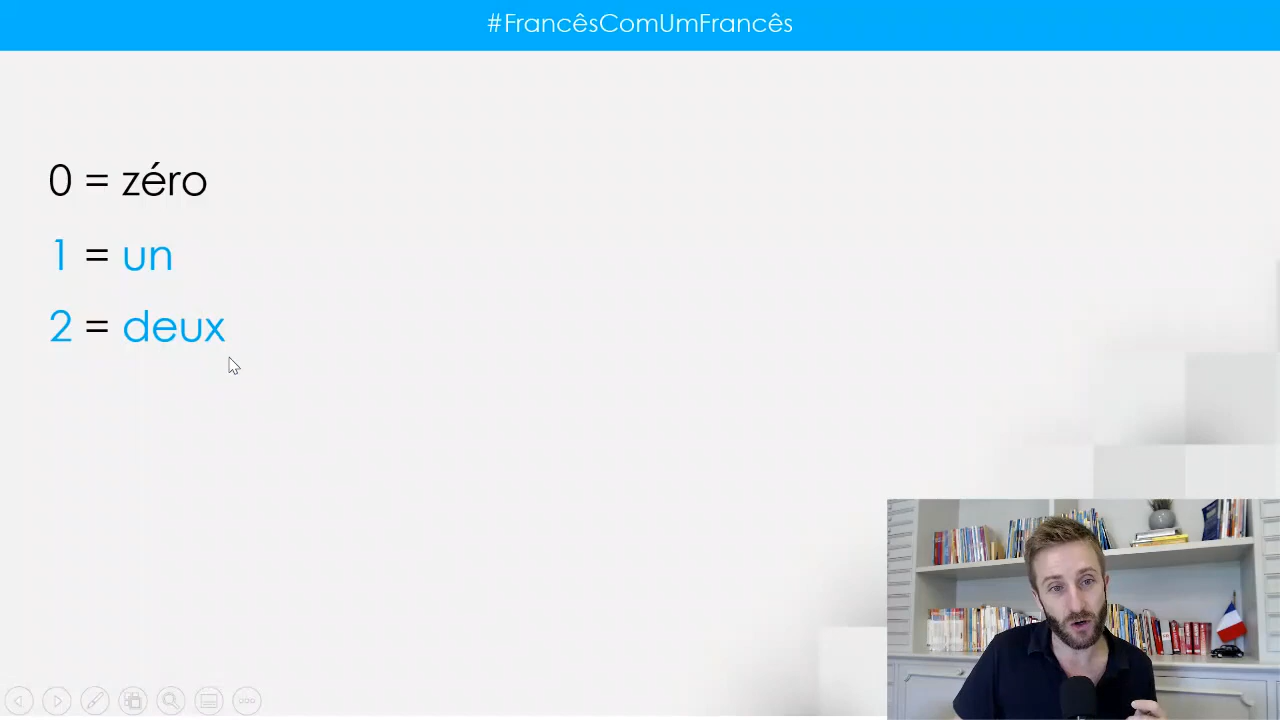 #FrancêsComUmFrancês
0 = zéro
1 = un
2 = deux